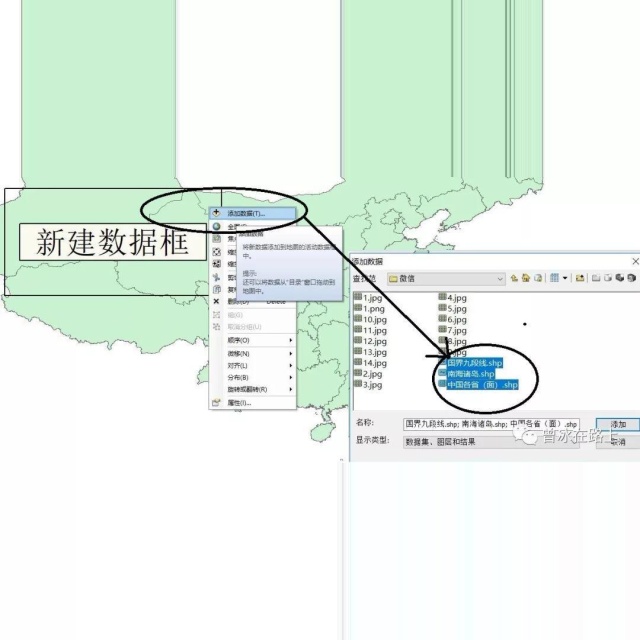 新建数据框
添加数据(T)...
添加数据
将新数据添加到地图的活动数据框中。
提示:
还可以将数据从"目录"窗口拖动到地图中。
删除(D)
Delete
组(G)
取消分组(U)
顺序(O)
微移(N)
对齐(L)
分布(B)
旋转或翻转(R)
属性(I)...
添加数据
查找范
微信
1.jpg
1.png
10.jpg
11.jpg
12.jpg
13.jpg
14.jpg
2.jpg
3.jpg
4.jpg
5.jpg
6.jpg
7.jpg
8.jpg
国界九段线.shp
南海诸岛.shp
中国各省（面）.shp
名称:
国界九段线.shp; 南海诸岛.shp; 中国各省（面）.shp
添加
显示类型:
数据集、图层和结果
取消
曾冰在路上